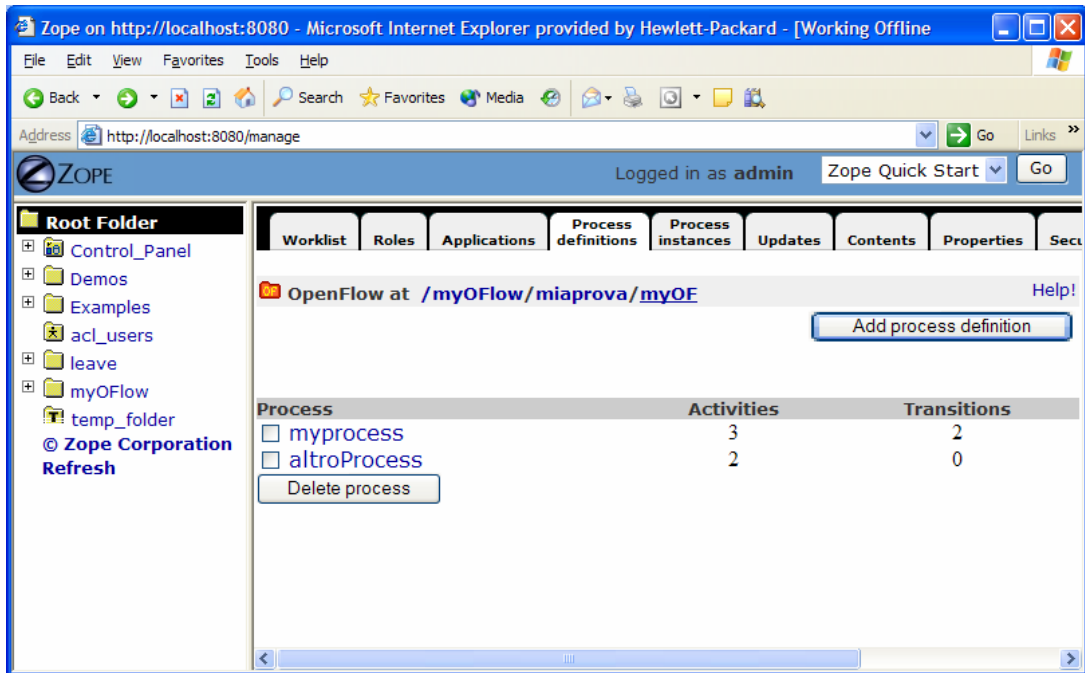 Zope on http://localhost:8080 - Microsoft Internet Explorer provided by Hewlett-Packard - [Working Offline
File Edit View Favorites Tools Help
Back Search Favorites Media
Address http://localhost:8080/manage Go Links »
ZOPE Logged in as admin Zope Quick Start Go
Root Folder
Control_Panel
Demos
Examples
acl_users
leave
myOFlow
temp_folder
© Zope Corporation
Refresh
Worklist Roles Applications Process definitions Process instances Updates Contents Properties Secu
OF OpenFlow at /myOFlow/miaprova/myOF Help!
Add process definition
Process Activities Transitions
myprocess 3 2
altroProcess 2 0
Delete process